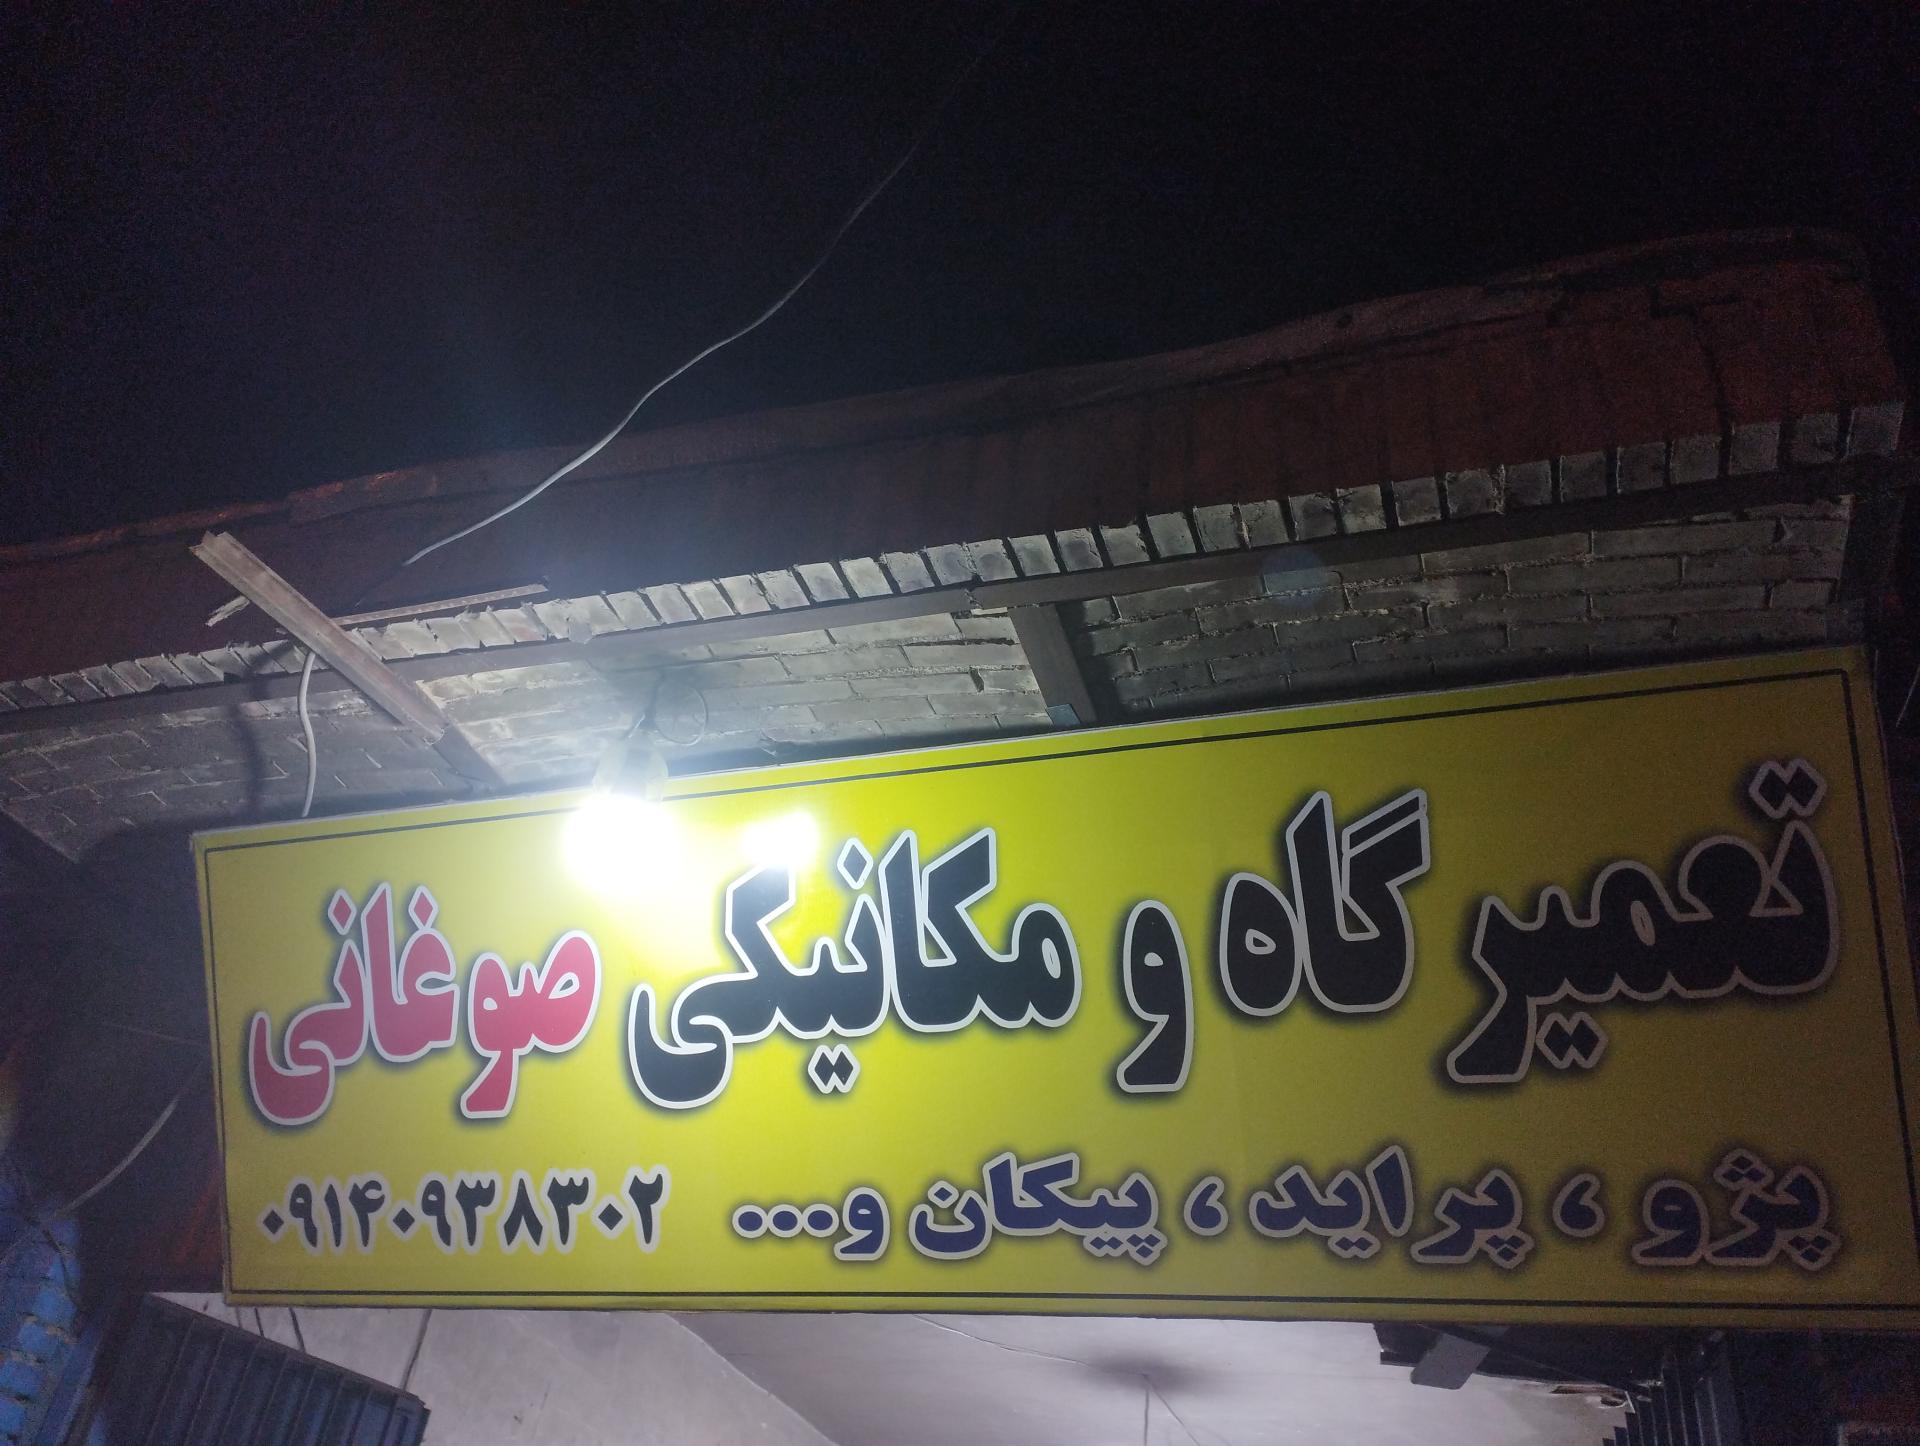 تعمیرگاه و مکانیکی صوغانی
پژو ، پراید ، پیکان و... ۰۹۱۴۰۹۳۸۳۰۲